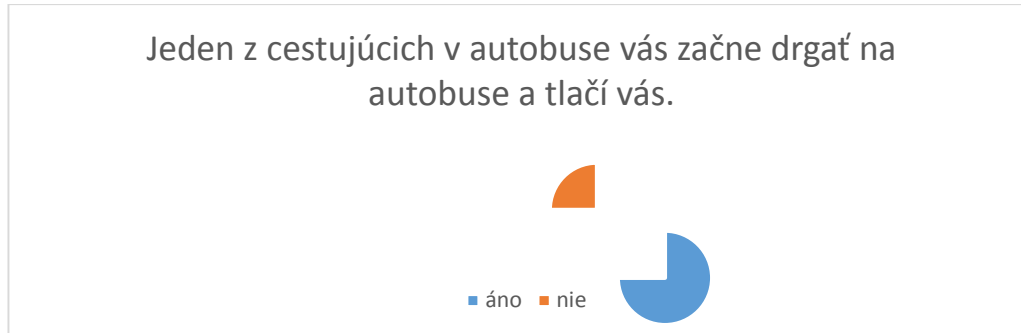 Jeden z cestujúcich v autobuse vás začne drgať na
autobuse a tlačí vás.
áno nie